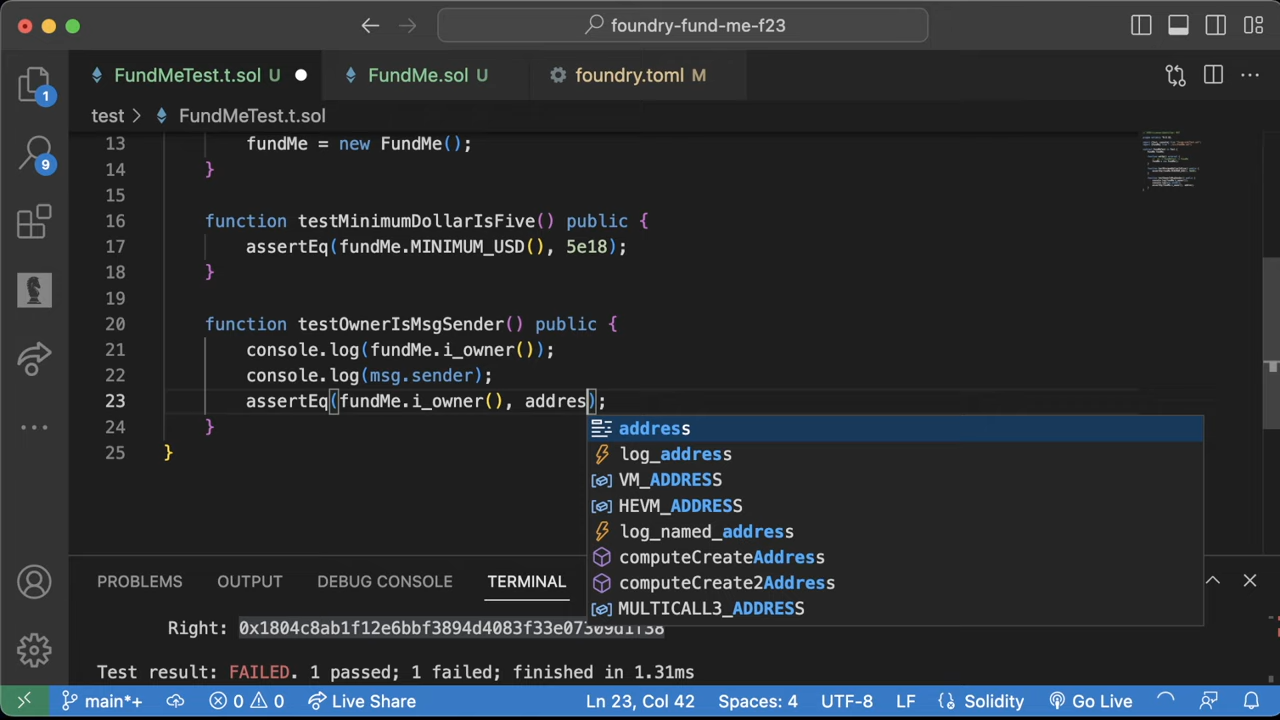 foundry-fund-me-f23
FundMeTest.t.sol U
FundMe.sol U
foundry.toml M
1
test > FundMeTest.t.sol
13 fundMe = new FundMe();
14 }
9
15
16 function testMinimumDollarIsFive() public {
17 assertEq(fundMe.MINIMUM_USD(), 5e18);
18 }
19
20 function testOwnerIsMsgSender() public {
21 console.log(fundMe.i_owner());
22 console.log(msg.sender);
23 assertEq(fundMe.i_owner(), addres);
24 }
25 }
address
log_address
VM_ADDRESS
HEVM_ADDRESS
log_named_address
computeCreateAddress
computeCreate2Address
MULTICALL3_ADDRESS
PROBLEMS OUTPUT DEBUG CONSOLE TERMINAL
Right: 0x1804c8ab1f12e6bbf3894d4083f33e07309d1f38
Test result: FAILED. 1 passed; 1 failed; finished in 1.31ms
main*+ 0 0 Live Share Ln 23, Col 42 Spaces: 4 UTF-8 LF {} Solidity Go Live